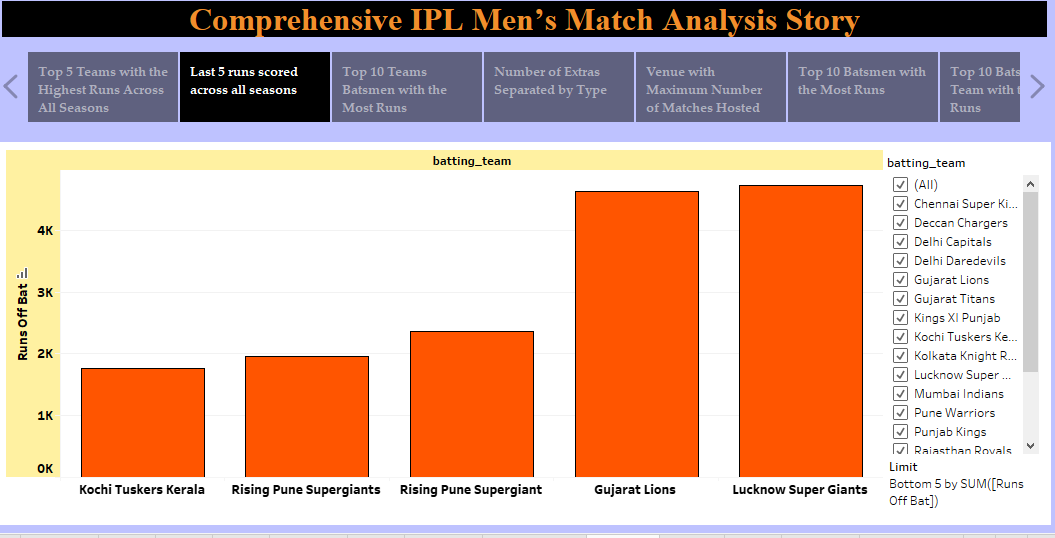 Comprehensive IPL Men’s Match Analysis Story
Top 5 Teams with the
Highest Runs Across
All Seasons
Last 5 runs scored
across all seasons
Top 10 Teams
Batsmen with the
Most Runs
Number of Extras
Separated by Type
Venue with
Maximum Number
of Matches Hosted
Top 10 Batsmen with
the Most Runs
Top 10 Bats
Team with t
Runs
batting_team
Runs Off Bat
4K
3K
2K
1K
0K
Kochi Tuskers Kerala
Rising Pune Supergiants
Rising Pune Supergiant
Gujarat Lions
Lucknow Super Giants
batting_team
(All)
Chennai Super Ki...
Deccan Chargers
Delhi Capitals
Delhi Daredevils
Gujarat Lions
Gujarat Titans
Kings XI Punjab
Kochi Tuskers Ke...
Kolkata Knight R...
Lucknow Super ...
Mumbai Indians
Pune Warriors
Punjab Kings
Rajasthan Royals
Limit
Bottom 5 by SUM([Runs
Off Bat])